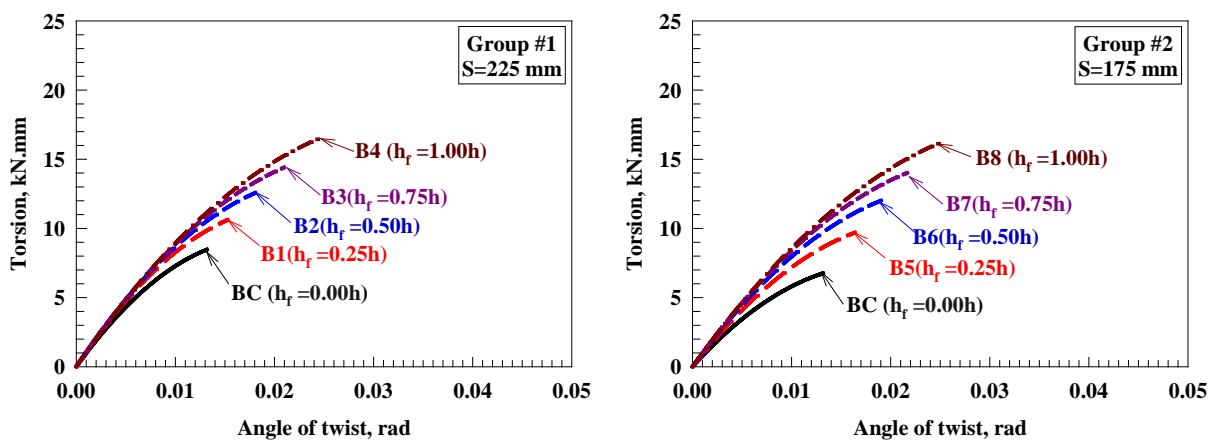 25
20
15
10
5
0
Torsion, kN.mm
Group #1
S=225 mm
B4 (hf =1.00h)
B3(hf =0.75h)
B2(hf =0.50h)
B1(hf =0.25h)
BC (hf =0.00h)
0.00 0.01 0.02 0.03 0.04 0.05
Angle of twist, rad
25
20
15
10
5
0
Torsion, kN.mm
Group #2
S=175 mm
B8 (hf =1.00h)
B7(hf =0.75h)
B6(hf =0.50h)
B5(hf =0.25h)
BC (hf =0.00h)
0.00 0.01 0.02 0.03 0.04 0.05
Angle of twist, rad